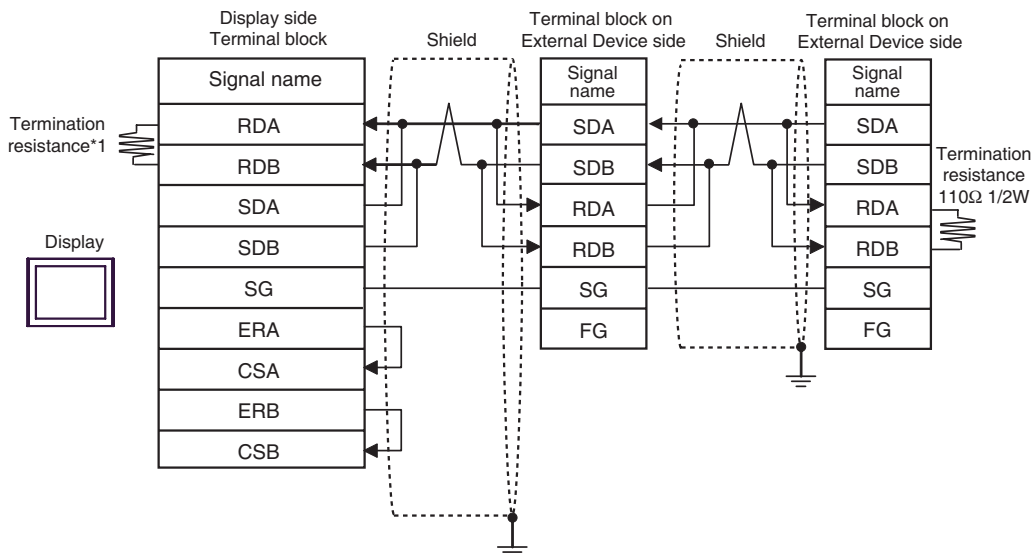 Display side
Terminal block
Shield
Terminal block on
External Device side
Shield
Terminal block on
External Device side
Signal name
Signal
name
Signal
name
Termination
resistance*1
RDA
SDA
SDA
RDB
SDB
SDB
Termination
resistance
110Ω 1/2W
SDA
RDA
RDA
Display
SDB
RDB
RDB
SG
SG
SG
ERA
FG
FG
CSA
ERB
CSB